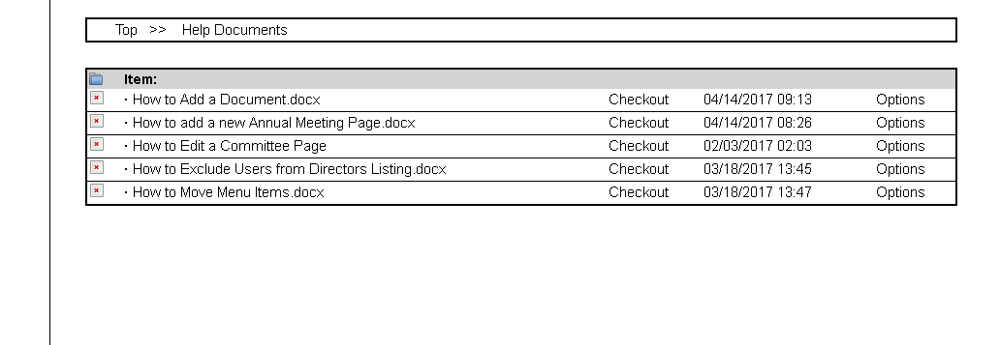 Top >> Help Documents
Item:
· How to Add a Document.docx Checkout 04/14/2017 09:13 Options
· How to add a new Annual Meeting Page.docx Checkout 04/14/2017 08:26 Options
· How to Edit a Committee Page Checkout 02/03/2017 02:03 Options
· How to Exclude Users from Directors Listing.docx Checkout 03/18/2017 13:45 Options
· How to Move Menu Items.docx Checkout 03/18/2017 13:47 Options